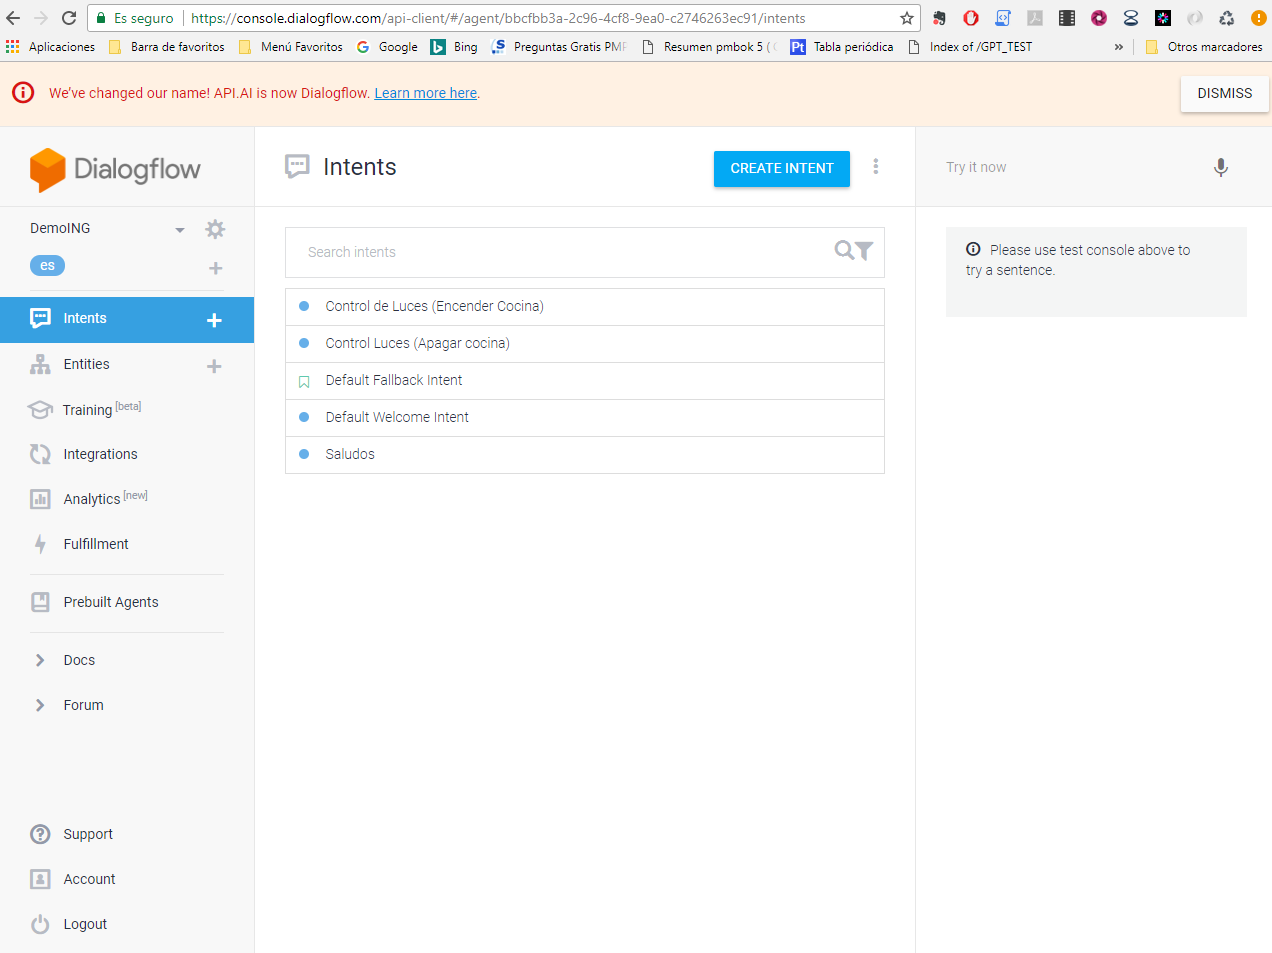 Es seguro | https://console.dialogflow.com/api-client/#/agent/bbcfbb3a-2c96-4cf8-9ea0-c2746263ec91/intents
Aplicaciones Barra de favoritos Menú Favoritos Google Bing Preguntas Gratis PMP Resumen pmbok 5 ( Pt Tabla periódica Index of /GPT_TEST » Otros marcadores
We've changed our name! API.AI is now Dialogflow. Learn more here. DISMISS
Dialogflow
Intents
CREATE INTENT
Try it now
DemoING
es
Intents
Entities
Training [beta]
Integrations
Analytics [new]
Fulfillment
Prebuilt Agents
Docs
Forum
Support
Account
Logout
Search intents
Control de Luces (Encender Cocina)
Control Luces (Apagar cocina)
Default Fallback Intent
Default Welcome Intent
Saludos
Please use test console above to
try a sentence.